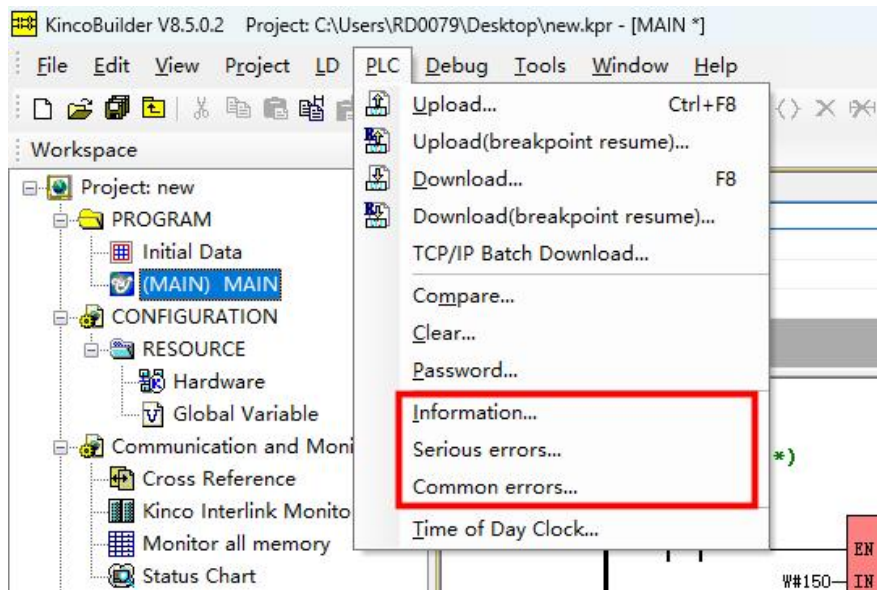 KincoBuilder V8.5.0.2 Project: C:\Users\RD0079\Desktop\new.kpr - [MAIN *]
File Edit View Project LD PLC Debug Tools Window Help
Workspace
Project: new
PROGRAM
Initial Data
(MAIN) MAIN
CONFIGURATION
RESOURCE
Hardware
Global Variable
Communication and Moni
Cross Reference
Kinco Interlink Monito
Monitor all memory
Status Chart
Upload... Ctrl+F8
Upload(breakpoint resume)...
Download... F8
Download(breakpoint resume)...
TCP/IP Batch Download...
Compare...
Clear...
Password...
Information...
Serious errors...
Common errors...
Time of Day Clock...
*)
EN
W#150 IN